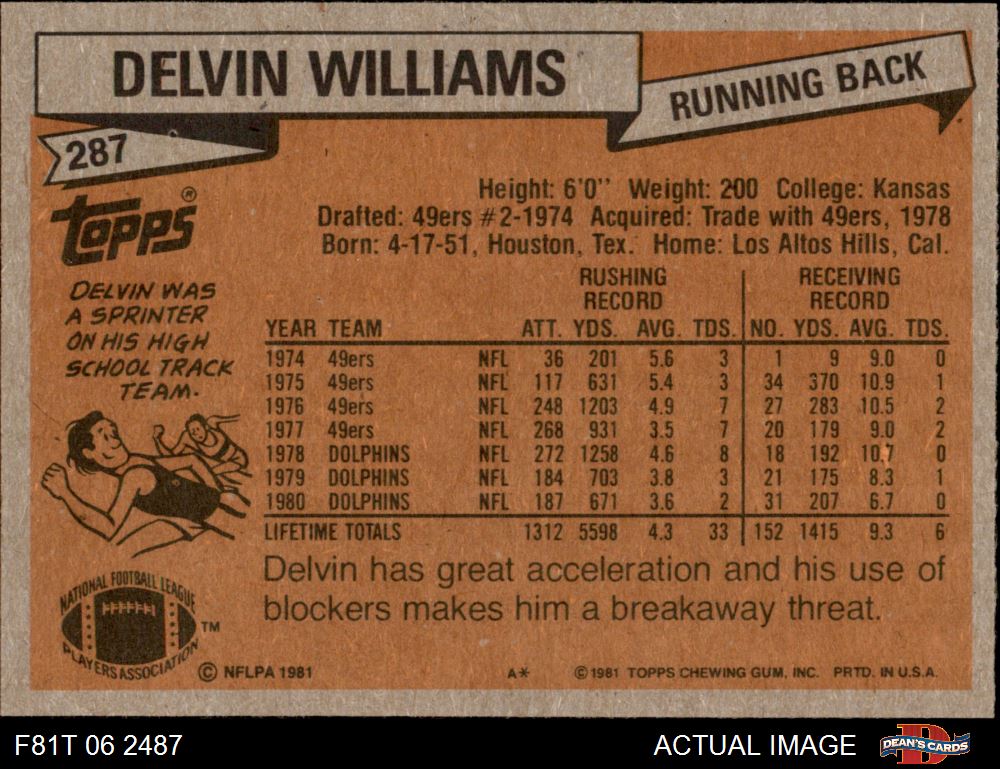 DELVIN WILLIAMS
RUNNING BACK
287
topps®
Height: 6'0'' Weight: 200 College: Kansas
Drafted: 49ers #2-1974 Acquired: Trade with 49ers, 1978
Born: 4-17-51, Houston, Tex. Home: Los Altos Hills, Cal.
DELVIN WAS
A SPRINTER
ON HIS HIGH
SCHOOL TRACK
TEAM.
RUSHING RECEIVING
RECORD RECORD
YEAR TEAM ATT. YDS. AVG. TDS. NO. YDS. AVG. TDS.
1974 49ers NFL 36 201 5.6 3 1 9 9.0 0
1975 49ers NFL 117 631 5.4 3 34 370 10.9 1
1976 49ers NFL 248 1203 4.9 7 27 283 10.5 2
1977 49ers NFL 268 931 3.5 7 20 179 9.0 2
1978 DOLPHINS NFL 272 1258 4.6 8 18 192 10.7 0
1979 DOLPHINS NFL 184 703 3.8 3 21 175 8.3 1
1980 DOLPHINS NFL 187 671 3.6 2 31 207 6.7 0
LIFETIME TOTALS 1312 5598 4.3 33 152 1415 9.3 6
Delvin has great acceleration and his use of
blockers makes him a breakaway threat.
NATIONAL FOOTBALL LEAGUE
PLAYERS ASSOCIATION
TM
© NFLPA 1981 A* © 1981 TOPPS CHEWING GUM, INC. PRTD. IN U.S.A.
F81T 06 2487 ACTUAL IMAGE DEAN'S CARDS